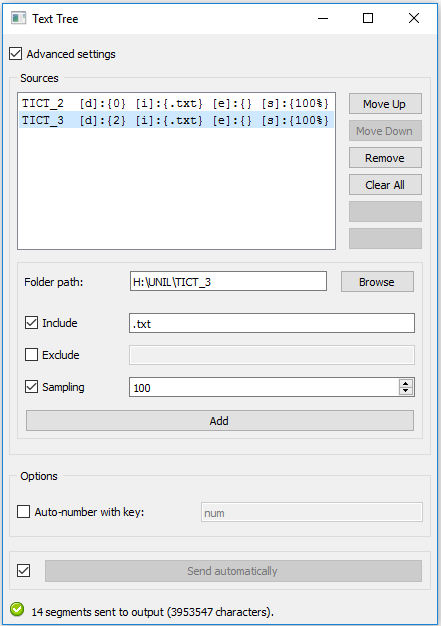 Text Tree
Advanced settings
Sources
TICT_2 [d]:{0} [i]:{.txt} [e]:{} [s]:{100%}
TICT_3 [d]:{2} [i]:{.txt} [e]:{} [s]:{100%}
Move Up
Move Down
Remove
Clear All
Folder path: H:\UNIL\TICT_3 Browse
Include .txt
Exclude
Sampling 100
Add
Options
Auto-number with key: num
Send automatically
14 segments sent to output (3953547 characters).